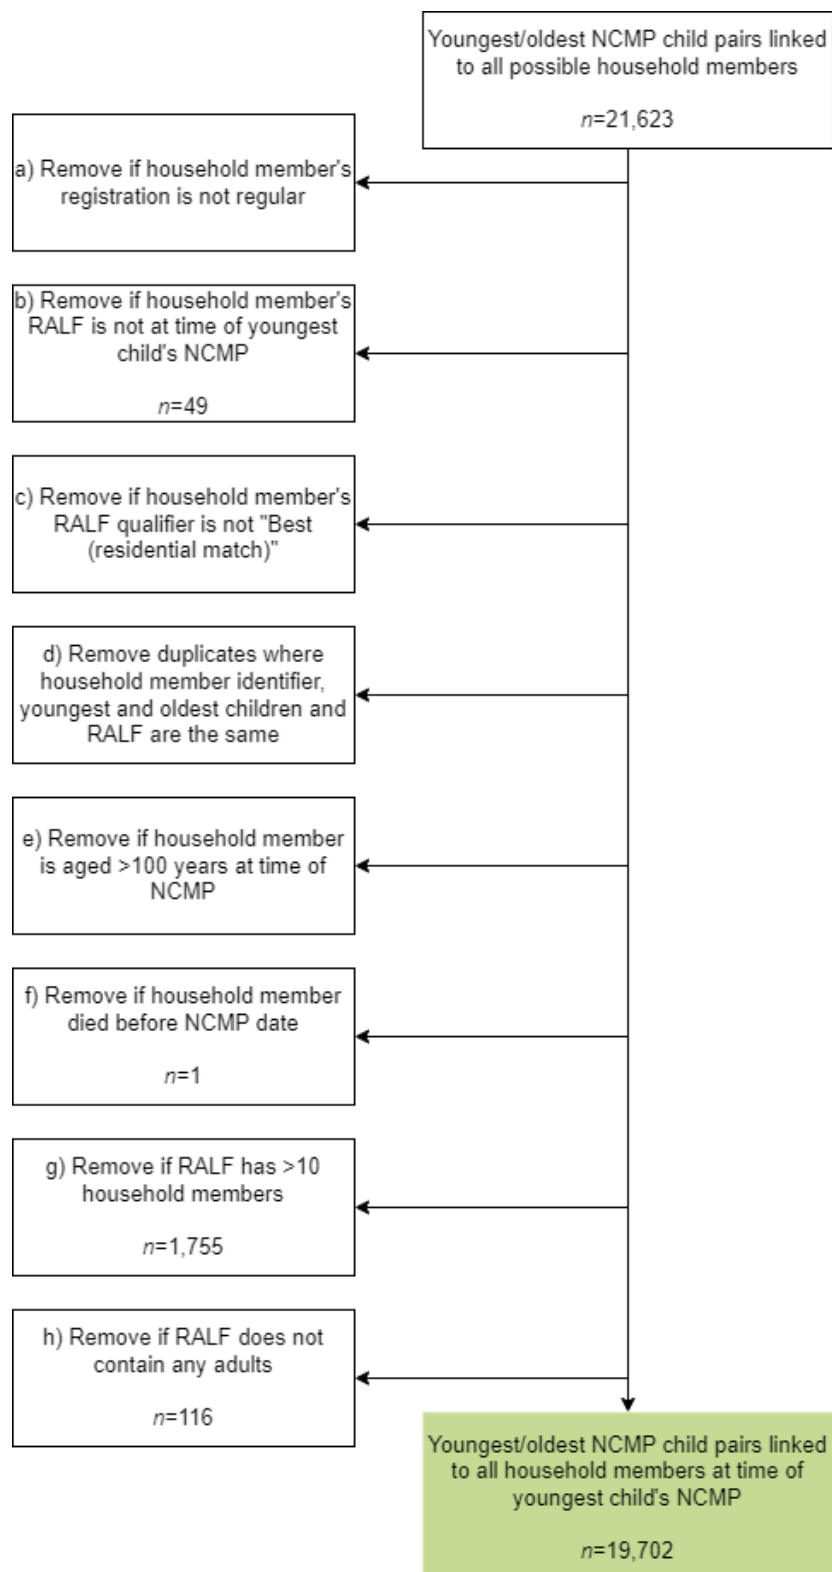 Youngest/oldest NCMP child pairs linked
to all possible household members
n=21,623
a) Remove if household member's
registration is not regular
b) Remove if household member's
RALF is not at time of youngest
child's NCMP
n=49
c) Remove if household member's
RALF qualifier is not "Best
(residential match)"
d) Remove duplicates where
household member identifier,
youngest and oldest children and
RALF are the same
e) Remove if household member
is aged >100 years at time of
NCMP
f) Remove if household member
died before NCMP date
n=1
g) Remove if RALF has >10
household members
n=1,755
h) Remove if RALF does not
contain any adults
n=116
Youngest/oldest NCMP child pairs linked
to all household members at time of
youngest child's NCMP
n=19,702